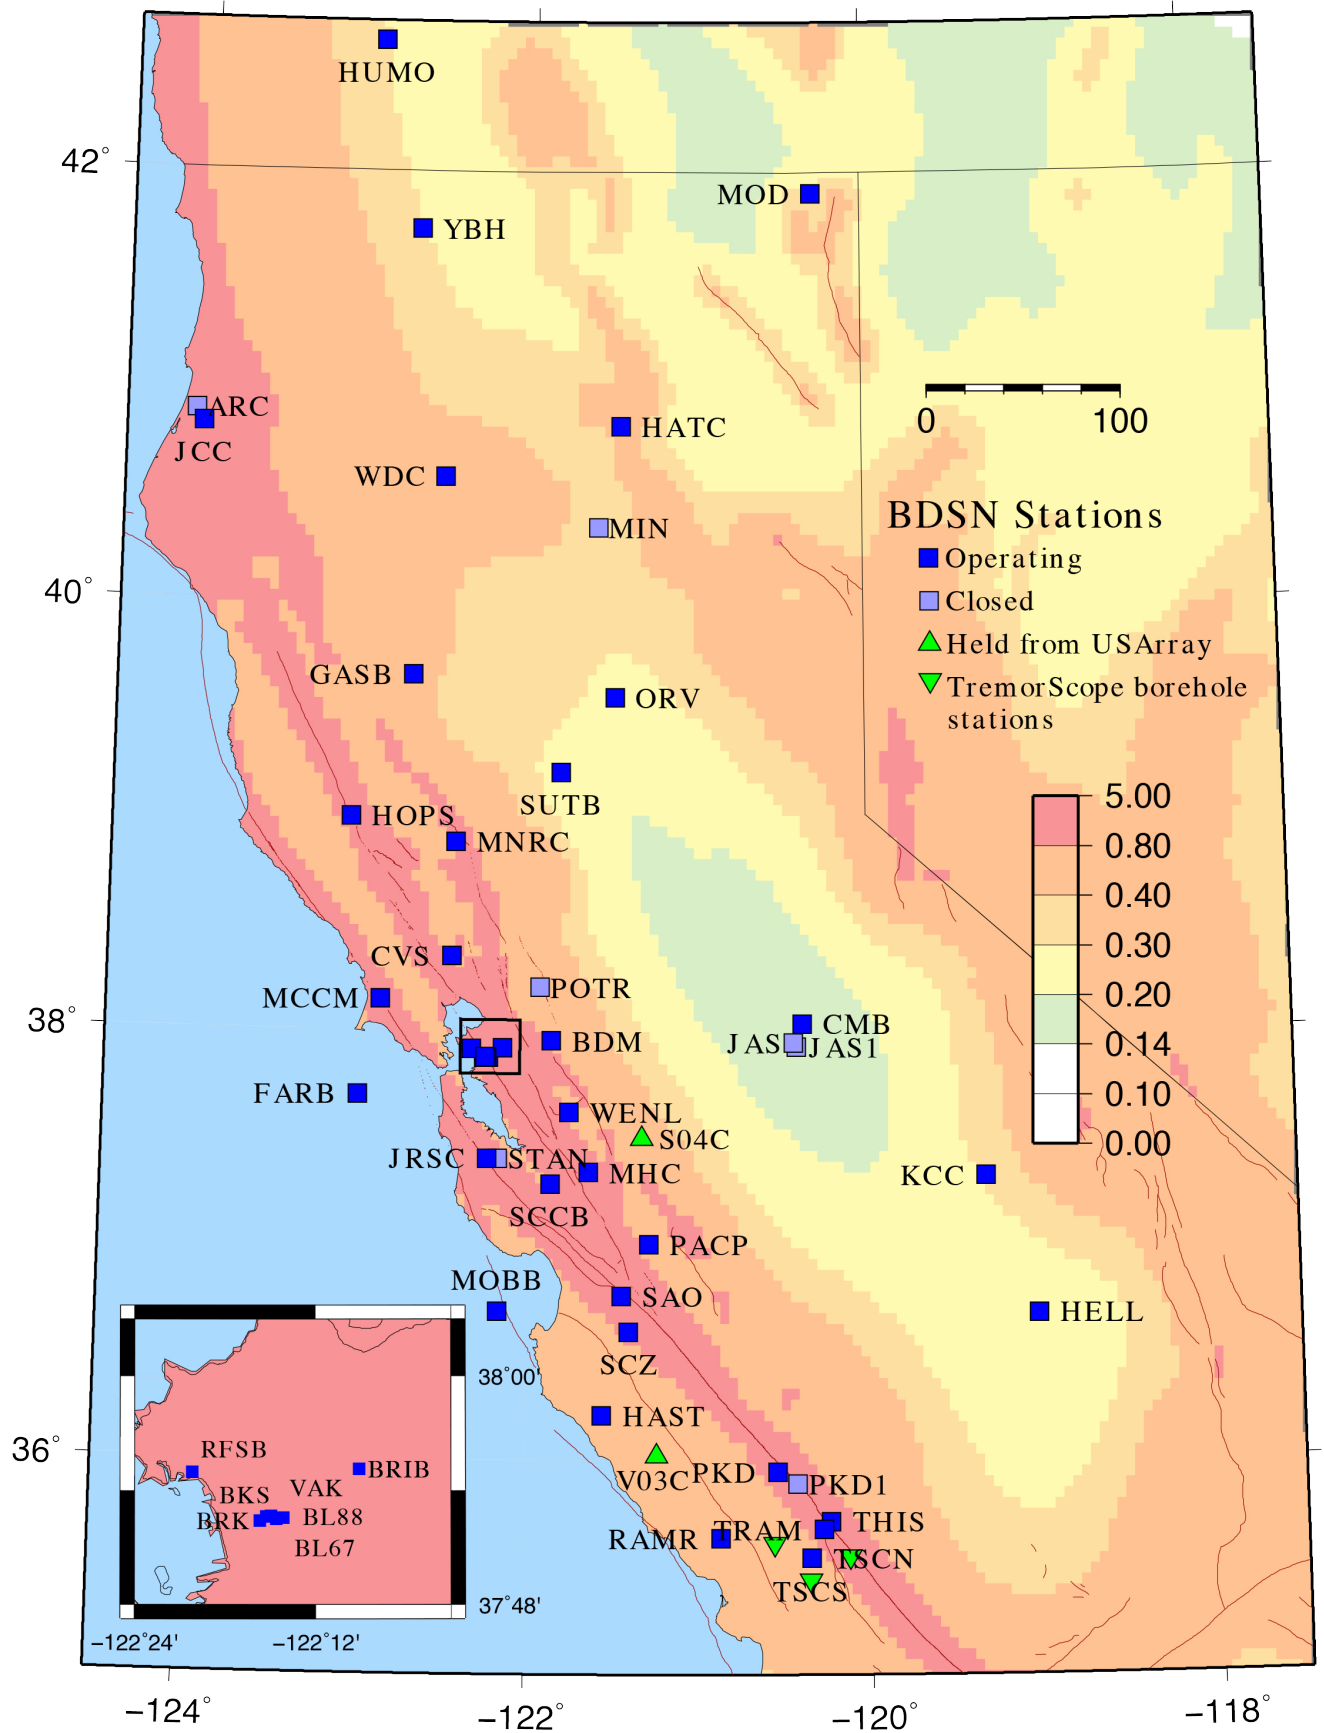 HUMO
42°
MOD
YBH
ARC
JCC
0
100
HATC
WDC
BDSN Stations
MIN
Operating
40°
Closed
Held from USArray
GASB
TremorScope borehole
stations
ORV
SUTB
HOPS
MNRC
5.00
0.80
0.40
0.30
0.20
0.14
0.10
0.00
CVS
POTR
MCCM
38°
CMB
JAS
JAS1
BDM
FARB
WENL
S04C
JRSC
STAN
MHC
KCC
SCCB
PACP
MOBB
SAO
HELL
SCZ
HAST
36°
V03C
PKD
PKD1
THIS
TRAM
RAMR
TSCN
TSCS
38°00'
RFSB
BRIB
VAK
BKS
BL88
BRK
BL67
37°48'
−122°24'
−122°12'
−124°
−122°
−120°
−118°